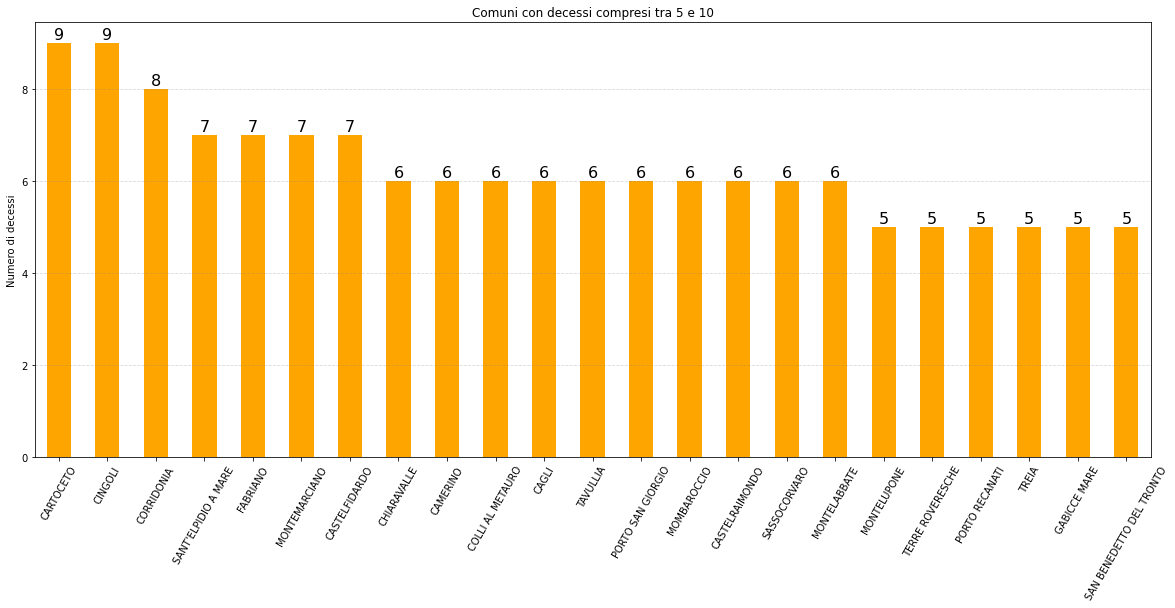 Comuni con decessi compresi tra 5 e 10
Numero di decessi
8
6
4
2
0
9
9
8
7
7
7
7
6
6
6
6
6
6
6
6
6
6
5
5
5
5
5
5
CARTOCETO
CINGOLI
CORRIDONIA
SANT'ELPIDIO A MARE
FABRIANO
MONTEMARCIANO
CASTELFIDARDO
CHIARAVALLE
CAMERINO
COLLI AL METAURO
CAGLI
TAVULLIA
PORTO SAN GIORGIO
MOMBAROCCIO
CASTELRAIMONDO
SASSOCORVARO
MONTELABBATE
MONTELUPONE
TERRE ROVERESCHE
PORTO RECANATI
TREIA
GABICCE MARE
SAN BENEDETTO DEL TRONTO